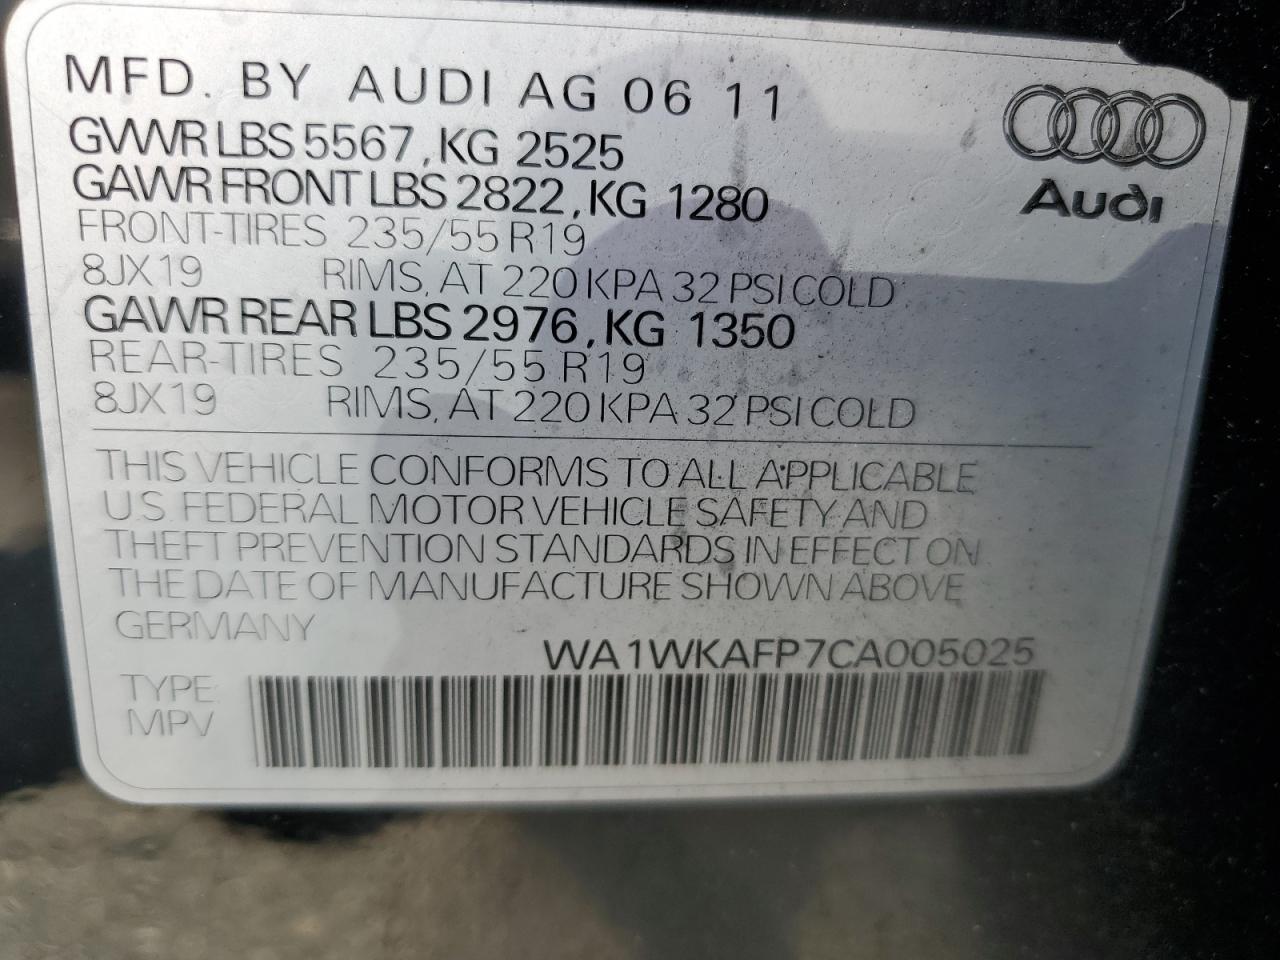 MFD. BY AUDI AG 06 11
GVWR LBS 5567, KG 2525
GAWR FRONT LBS 2822, KG 1280
FRONT-TIRES 235/55 R19
8JX19 RIMS, AT 220 KPA 32 PSI COLD
GAWR REAR LBS 2976, KG 1350
REAR-TIRES 235/55 R19
8JX19 RIMS, AT 220 KPA 32 PSI COLD
Audi
THIS VEHICLE CONFORMS TO ALL APPLICABLE
U.S. FEDERAL MOTOR VEHICLE SAFETY AND
THEFT PREVENTION STANDARDS IN EFFECT ON
THE DATE OF MANUFACTURE SHOWN ABOVE
GERMANY
WA1WKAFP7CA005025
TYPE:
MPV